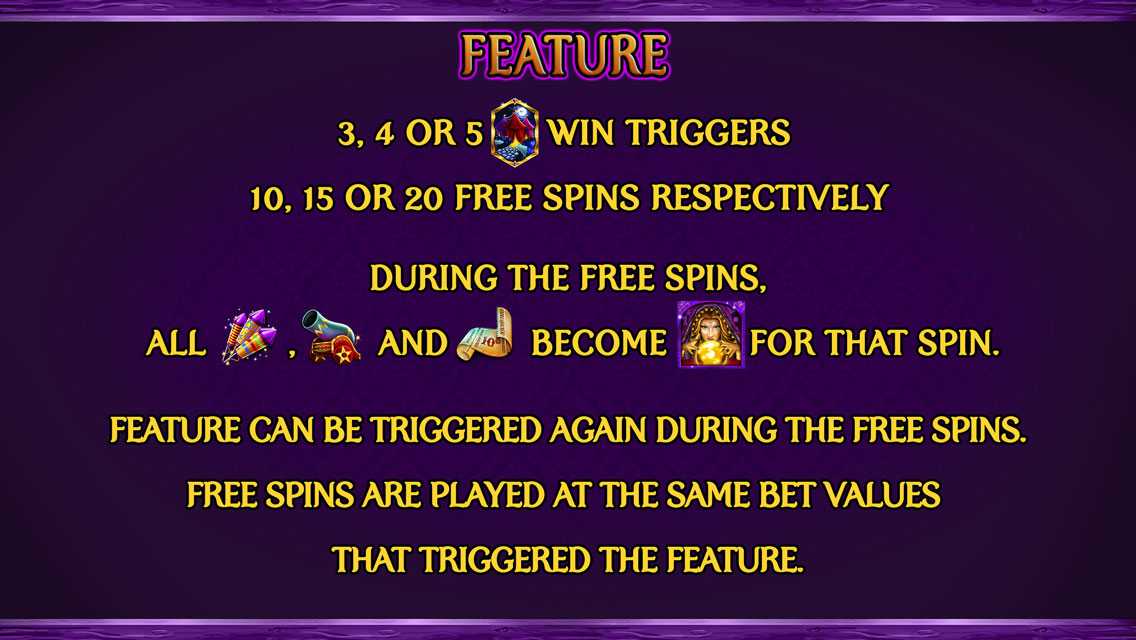 FEATURE
3, 4 OR 5 WIN TRIGGERS
10, 15 OR 20 FREE SPINS RESPECTIVELY
DURING THE FREE SPINS,
ALL , AND BECOME FOR THAT SPIN.
FEATURE CAN BE TRIGGERED AGAIN DURING THE FREE SPINS.
FREE SPINS ARE PLAYED AT THE SAME BET VALUES
THAT TRIGGERED THE FEATURE.